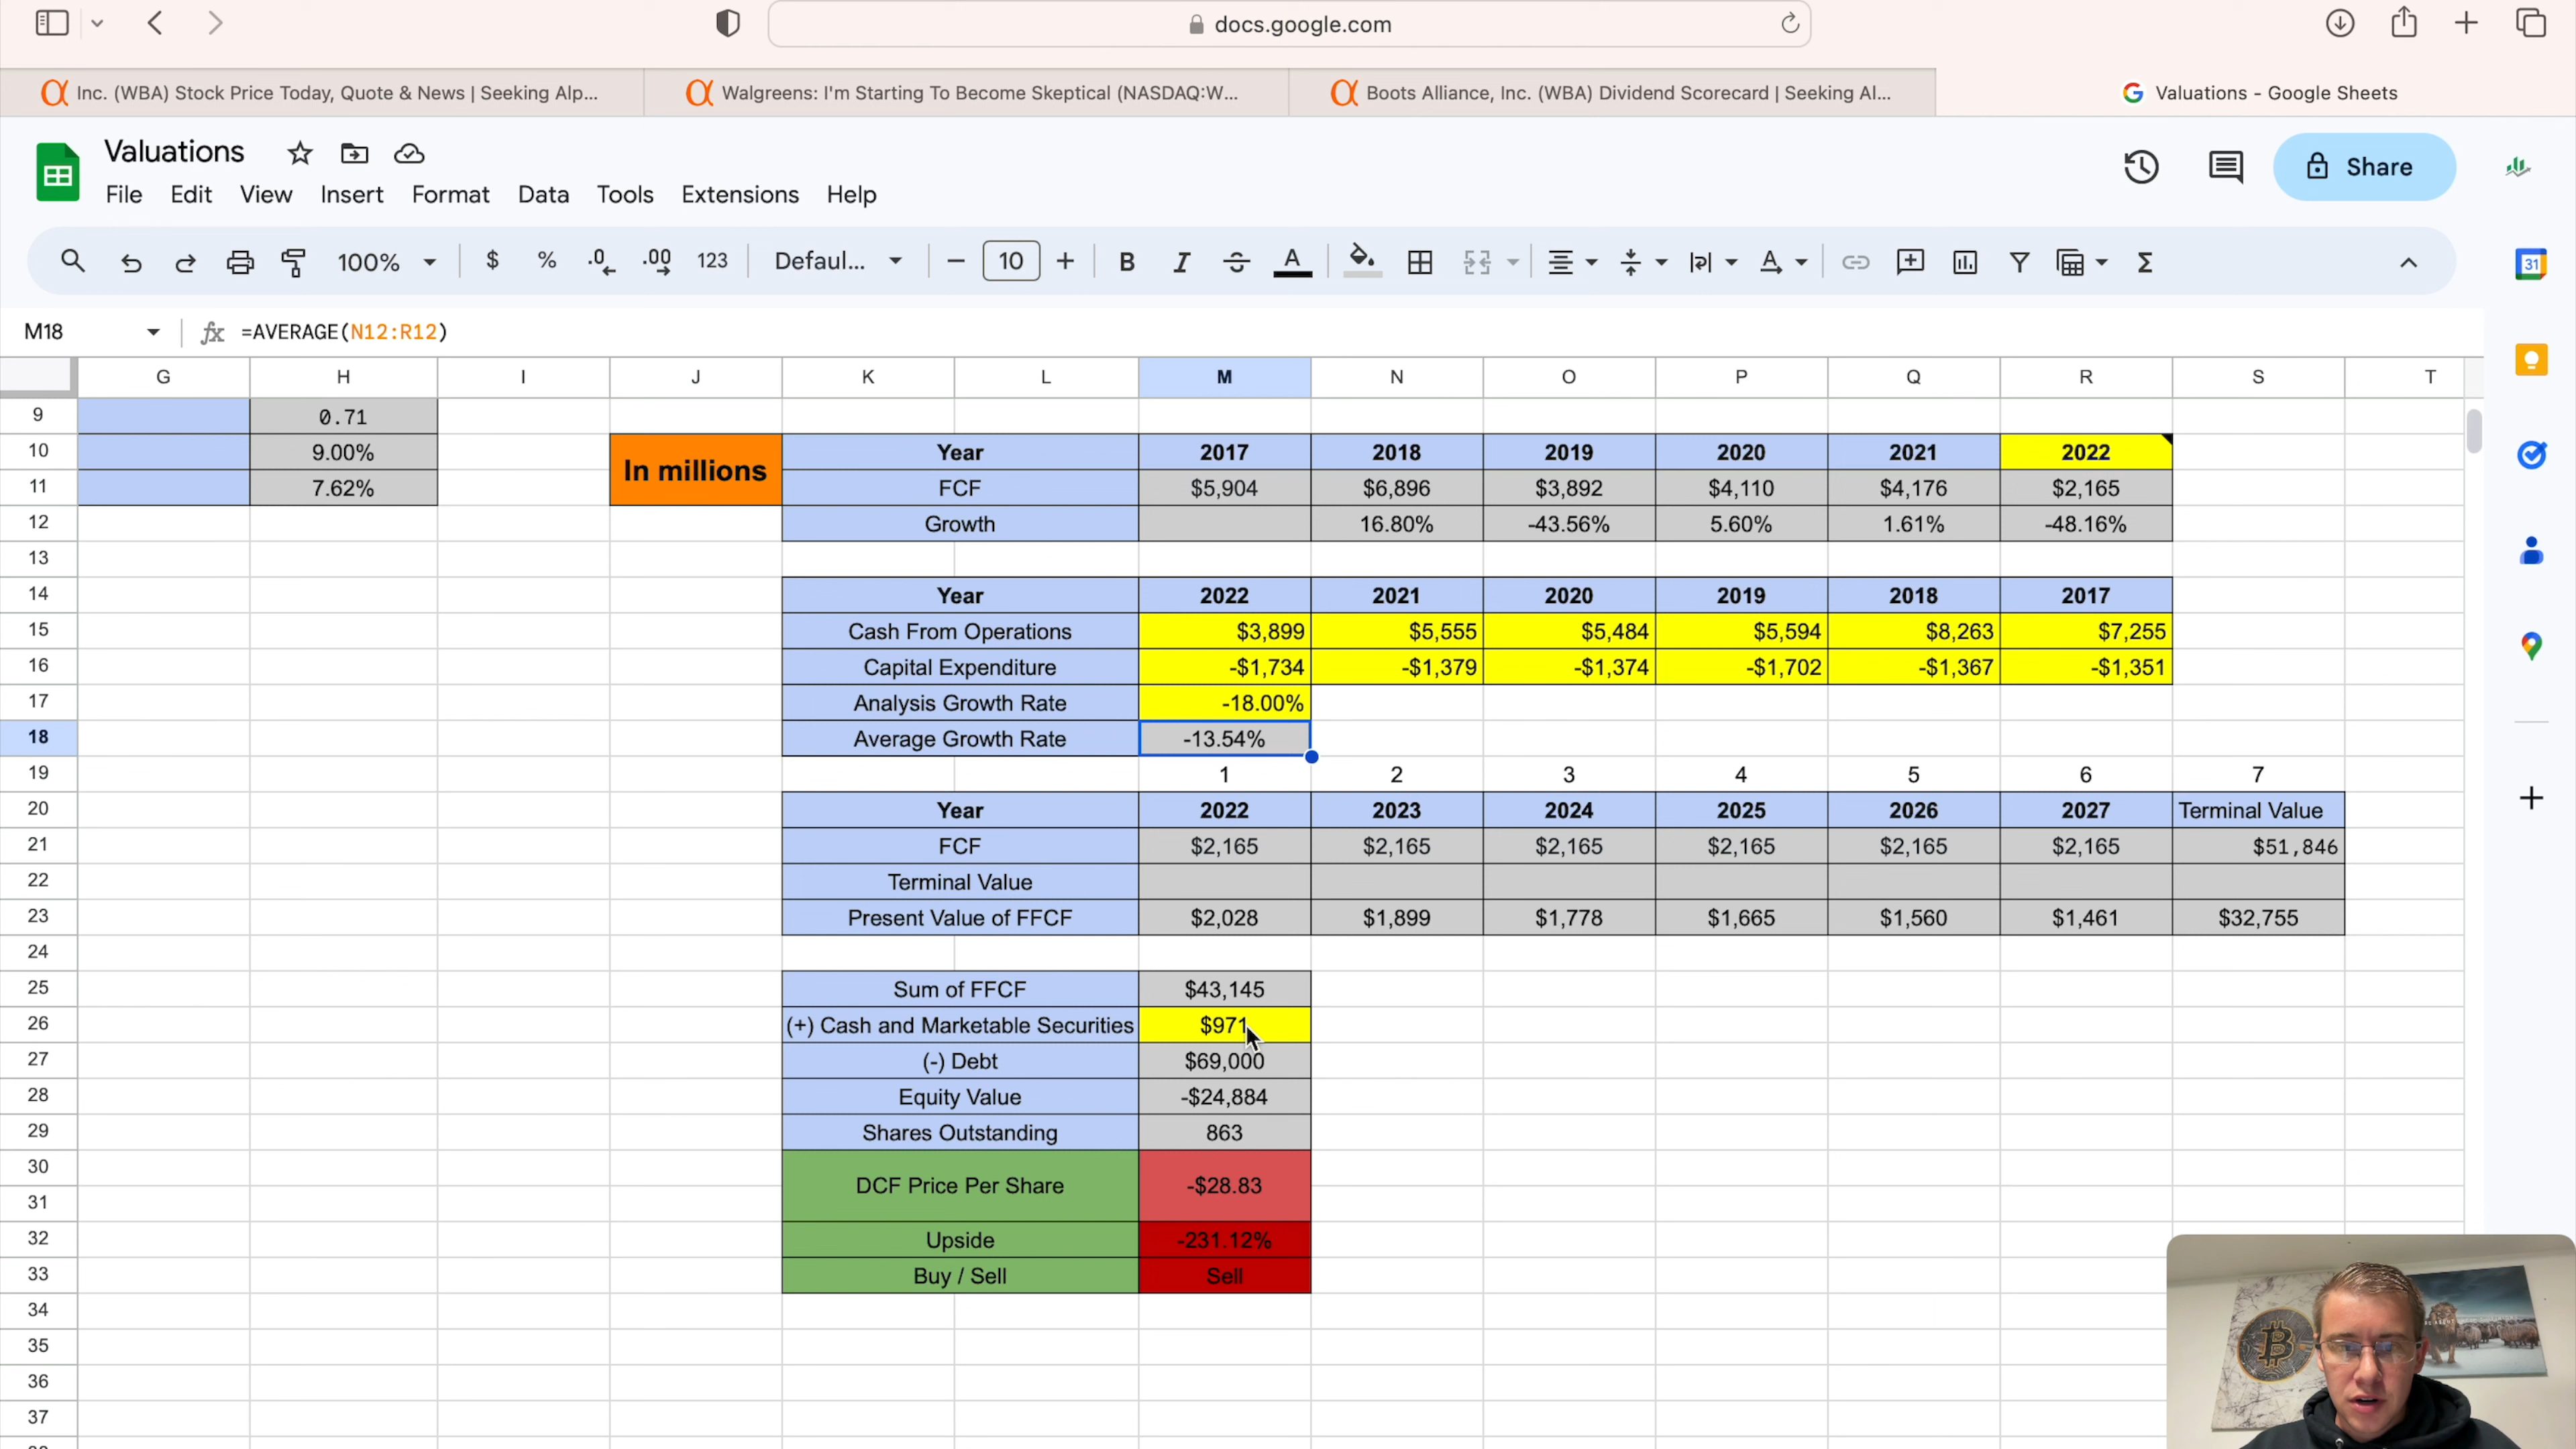 docs.google.com
Inc. (WBA) Stock Price Today, Quote & News | Seeking Alp...
Walgreens: I'm Starting To Become Skeptical (NASDAQ:W...
Boots Alliance, Inc. (WBA) Dividend Scorecard | Seeking Al...
Valuations - Google Sheets
Valuations
Share
File Edit View Insert Format Data Tools Extensions Help
100% $ % .0 .00 123 Defaul... − 10 + B I S A
31
M18 fx =AVERAGE(N12:R12)
G H I J K L M N O P Q R S T
9 0.71
10 9.00% In millions Year 2017 2018 2019 2020 2021 2022
11 7.62% FCF $5,904 $6,896 $3,892 $4,110 $4,176 $2,165
12 Growth 16.80% -43.56% 5.60% 1.61% -48.16%
13
14 Year 2022 2021 2020 2019 2018 2017
15 Cash From Operations $3,899 $5,555 $5,484 $5,594 $8,263 $7,255
16 Capital Expenditure -$1,734 -$1,379 -$1,374 -$1,702 -$1,367 -$1,351
17 Analysis Growth Rate -18.00%
18 Average Growth Rate -13.54%
19 1 2 3 4 5 6 7
20 Year 2022 2023 2024 2025 2026 2027 Terminal Value
21 FCF $2,165 $2,165 $2,165 $2,165 $2,165 $2,165 $51,846
22 Terminal Value
23 Present Value of FFCF $2,028 $1,899 $1,778 $1,665 $1,560 $1,461 $32,755
24
25 Sum of FFCF $43,145
26 (+) Cash and Marketable Securities $971
27 (-) Debt $69,000
28 Equity Value -$24,884
29 Shares Outstanding 863
30 DCF Price Per Share -$28.83
31
32 Upside -231.12%
33 Buy / Sell Sell
34
35
36
37